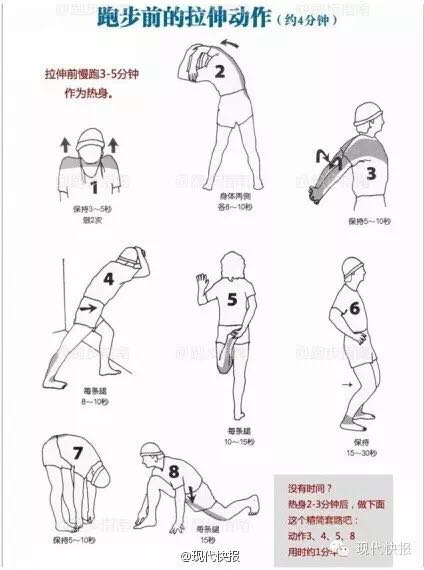 跑步前的拉伸动作（约4分钟）
拉伸前慢跑3-5分钟
作为热身。
1
保持3～5秒
做2次
2
身体两侧
各8～10秒
3
保持5～10秒
4
每条腿
8～10秒
5
每条腿
10～15秒
6
保持
15～30秒
7
保持5～10秒
8
每条腿
15秒
没有时间？
热身2-3分钟后，做下面
这个精简套路吧：
动作3、4、5、8
用时约1分
@现代快报
现代快报